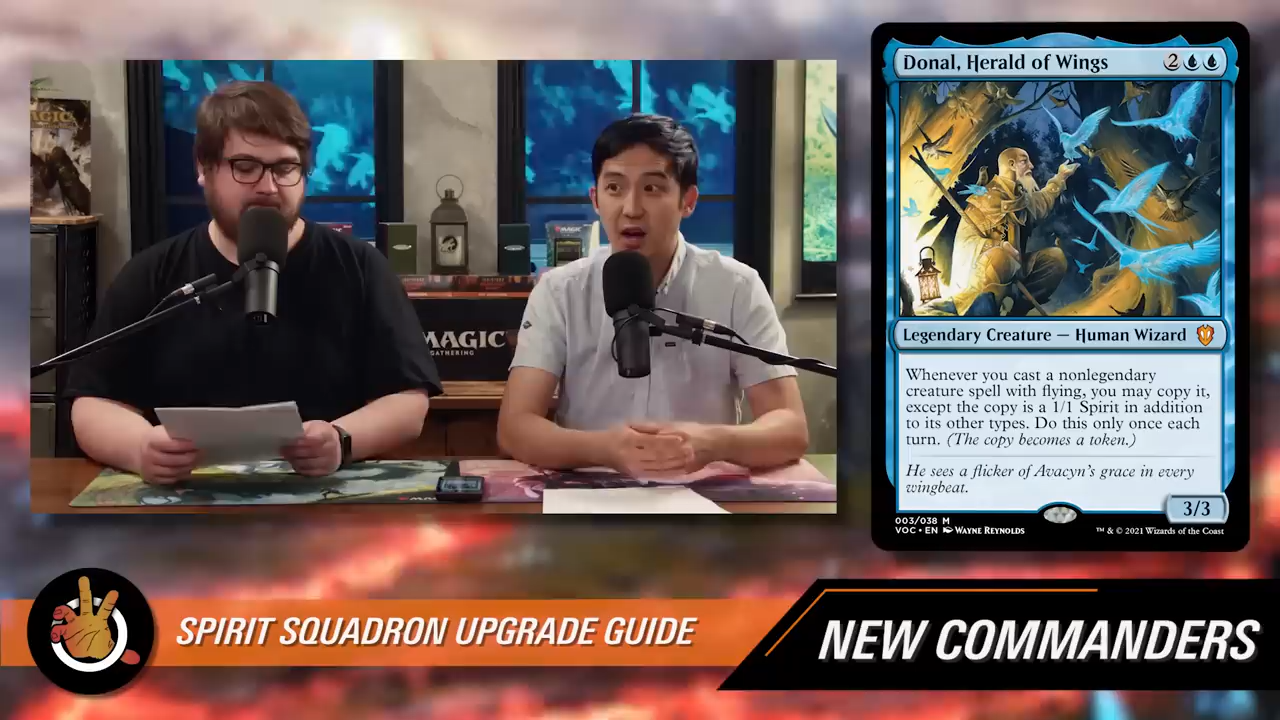 Donal, Herald of Wings 2
Legendary Creature — Human Wizard
Whenever you cast a nonlegendary
creature spell with flying, you may copy it,
except the copy is a 1/1 Spirit in addition
to its other types. Do this only once each
turn. (The copy becomes a token.)
He sees a flicker of Avacyn's grace in every
wingbeat.
3/3
003/038 M
VOC • EN Wayne Reynolds
™ & © 2021 Wizards of the Coast
MAGIC
GATHERING
SPIRIT SQUADRON UPGRADE GUIDE
NEW COMMANDERS